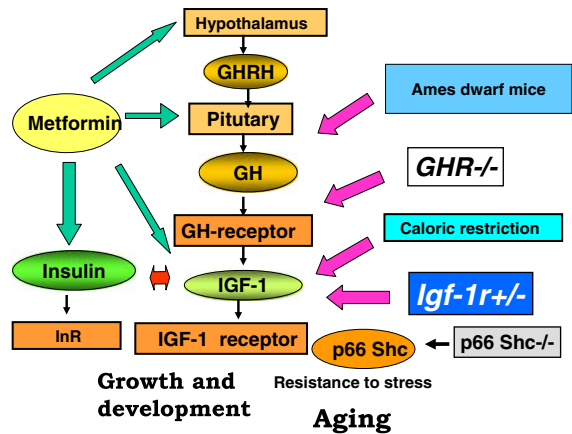 Hypothalamus
GHRH
Ames dwarf mice
Metformin
Pitutary
GH
GHR-/-
GH-receptor
Caloric restriction
Insulin
IGF-1
Igf-1r+/-
InR
IGF-1 receptor
p66 Shc
p66 Shc-/-
Growth and
development
Resistance to stress
Aging